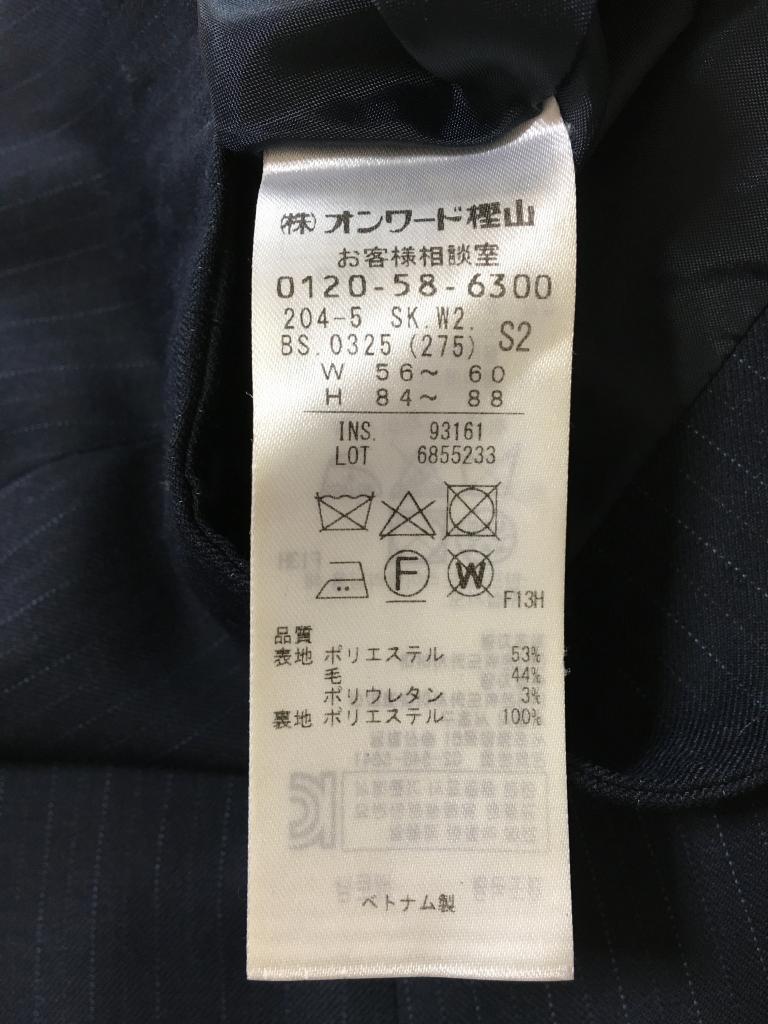 (株)オンワード樫山
お客様相談室
0120-58-6300
204-5 SK.W2.
BS.0325 (275) S2
W 56～ 60
H 84～ 88
INS. 93161
LOT 6855233
F W F13H
品質
表地 ポリエステル 53%
毛 44%
ポリウレタン 3%
裏地 ポリエステル 100%
ベトナム製